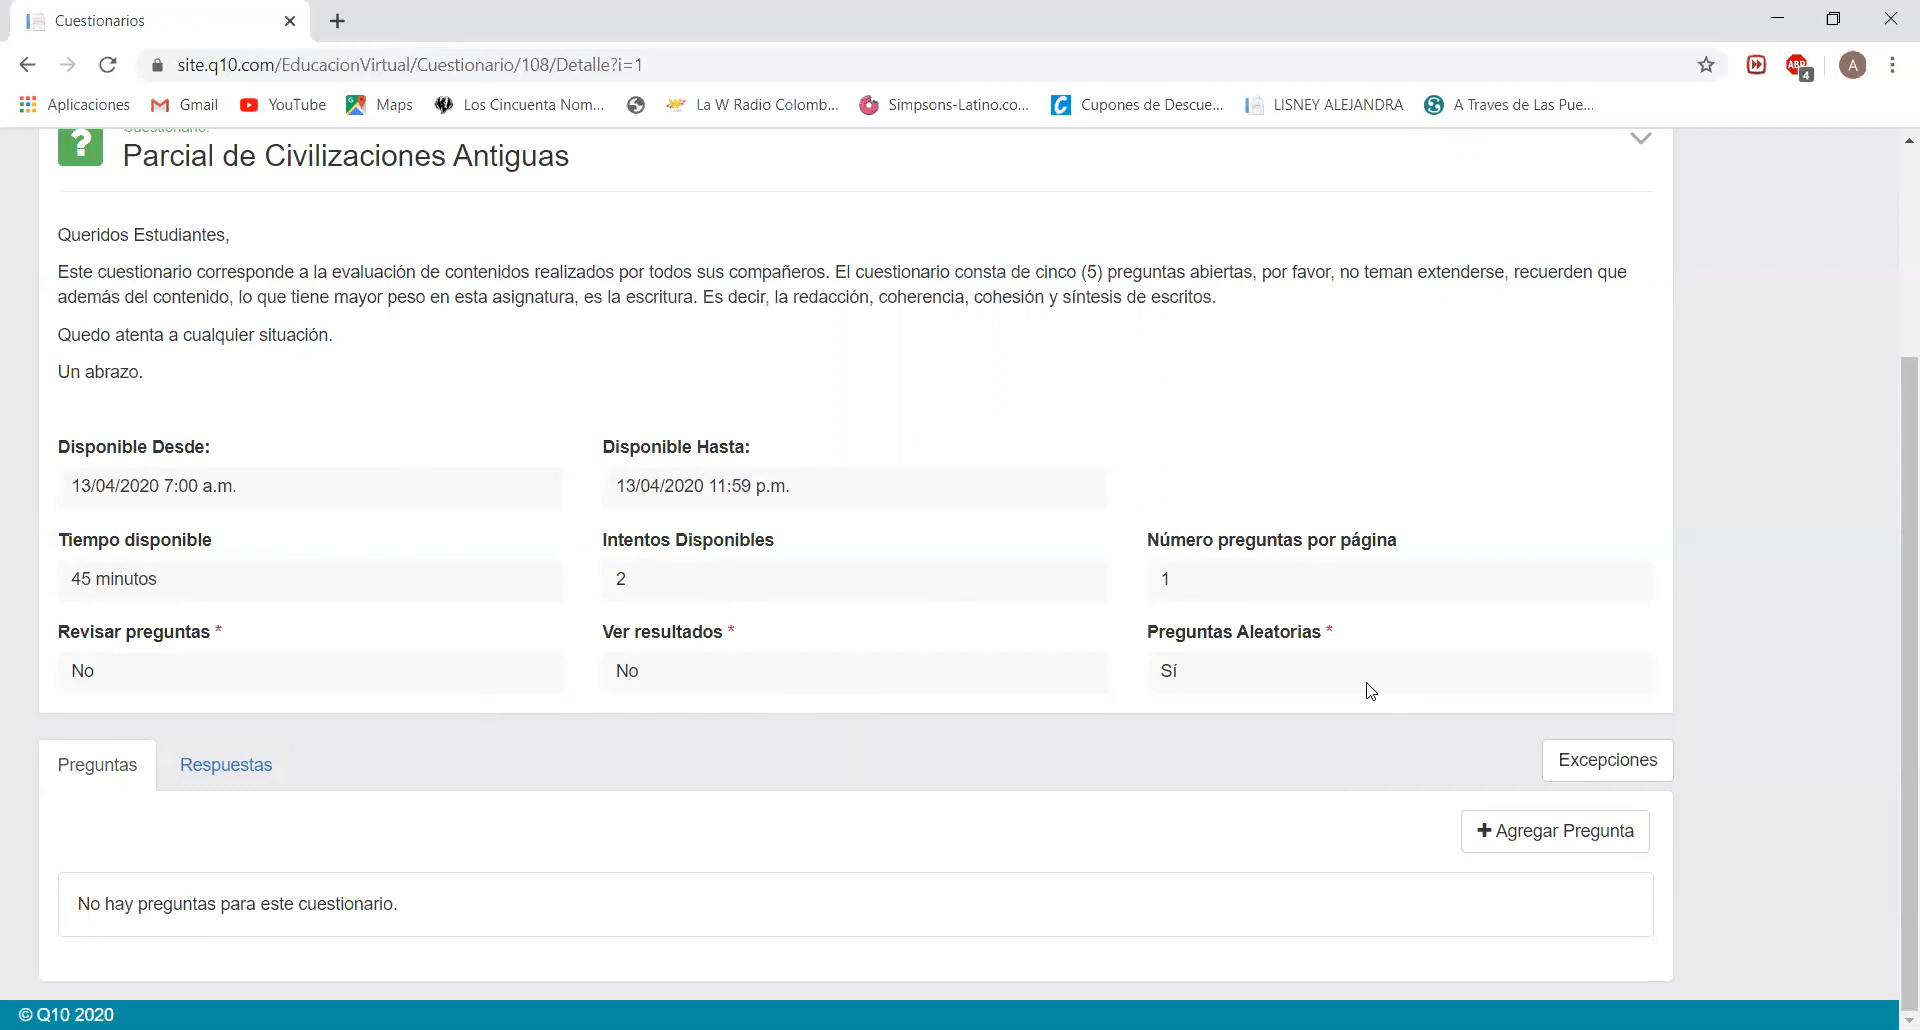 Cuestionarios
site.q10.com/EducacionVirtual/Cuestionario/108/Detalle?i=1
ABP 4 A
Aplicaciones Gmail YouTube Maps Los Cincuenta Nom... La W Radio Colomb... Simpsons-Latino.co... Cupones de Descue... LISNEY ALEJANDRA A Traves de Las Pue...
Cuestionario:
? Parcial de Civilizaciones Antiguas
Queridos Estudiantes,
Este cuestionario corresponde a la evaluación de contenidos realizados por todos sus compañeros. El cuestionario consta de cinco (5) preguntas abiertas, por favor, no teman extenderse, recuerden que
además del contenido, lo que tiene mayor peso en esta asignatura, es la escritura. Es decir, la redacción, coherencia, cohesión y síntesis de escritos.
Quedo atenta a cualquier situación.
Un abrazo.
Disponible Desde: Disponible Hasta:
13/04/2020 7:00 a.m. 13/04/2020 11:59 p.m.
Tiempo disponible Intentos Disponibles Número preguntas por página
45 minutos 2 1
Revisar preguntas * Ver resultados * Preguntas Aleatorias *
No No Sí
Preguntas Respuestas Excepciones
+ Agregar Pregunta
No hay preguntas para este cuestionario.
© Q10 2020